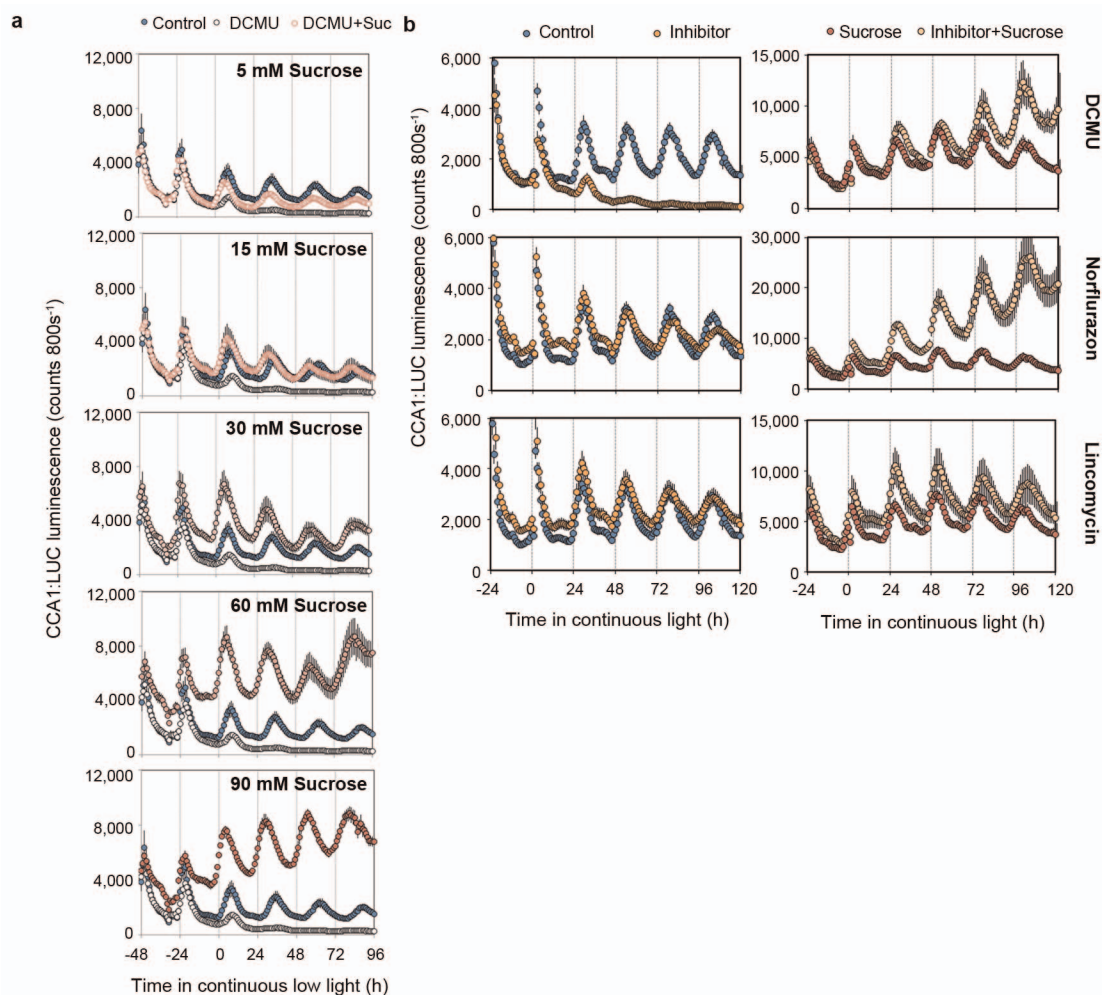 a
Control DCMU DCMU+Suc
12,000
5 mM Sucrose
8,000
4,000
0
12,000
15 mM Sucrose
8,000
4,000
0
12,000
30 mM Sucrose
8,000
4,000
0
12,000
60 mM Sucrose
8,000
4,000
0
12,000
90 mM Sucrose
8,000
4,000
0
-48 -24 0 24 48 72 96
CCA1:LUC luminescence (counts 800s⁻¹)
Time in continuous low light (h)
b
Control Inhibitor
Sucrose Inhibitor+Sucrose
6,000
4,000
2,000
0
15,000
10,000
5,000
0
DCMU
6,000
4,000
2,000
0
30,000
20,000
10,000
0
Norflurazon
6,000
4,000
2,000
0
15,000
10,000
5,000
0
Lincomycin
CCA1:LUC luminescence (counts 800s⁻¹)
-24 0 24 48 72 96 120
-24 0 24 48 72 96 120
Time in continuous light (h)
Time in continuous light (h)